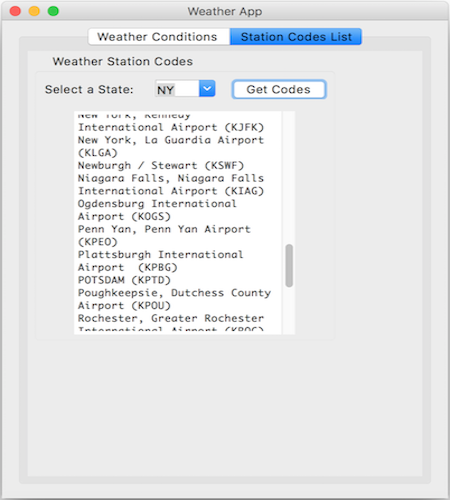 Weather App
Weather Conditions Station Codes List
Weather Station Codes
Select a State: NY Get Codes
New York, Kennedy
International Airport (KJFK)
New York, La Guardia Airport
(KLGA)
Newburgh / Stewart (KSWF)
Niagara Falls, Niagara Falls
International Airport (KIAG)
Ogdensburg International
Airport (KOGS)
Penn Yan, Penn Yan Airport
(KPEO)
Plattsburgh International
Airport  (KPBG)
POTSDAM (KPTD)
Poughkeepsie, Dutchess County
Airport (KPOU)
Rochester, Greater Rochester
International Airport (KROC)